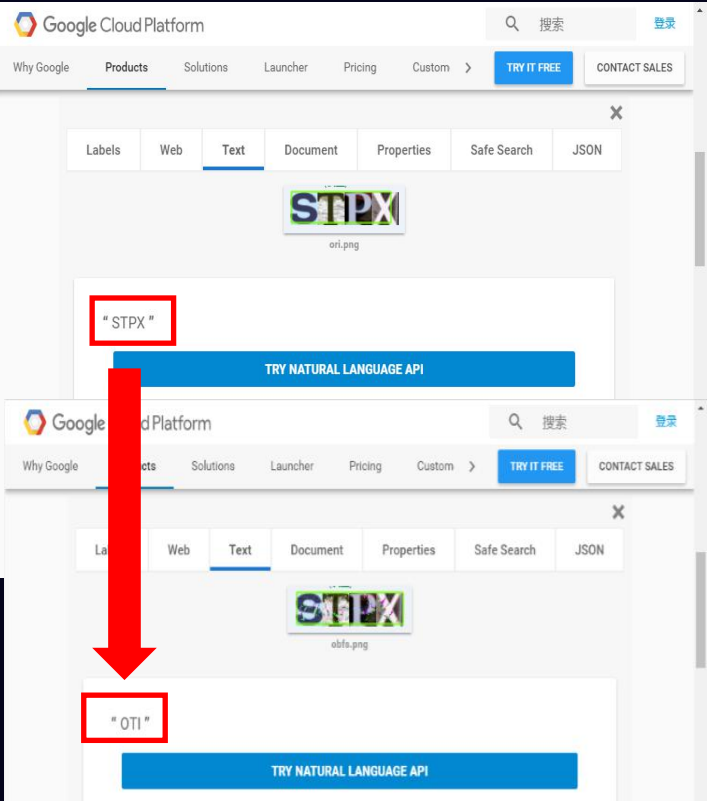 Google Cloud Platform 搜索 登录
Why Google Products Solutions Launcher Pricing Custom > TRY IT FREE CONTACT SALES
Labels Web Text Document Properties Safe Search JSON
STPX
ori.png
“ STPX ”
TRY NATURAL LANGUAGE API
Google d Platform 搜索 登录
Why Google cts Solutions Launcher Pricing Custom > TRY IT FREE CONTACT SALES
La Web Text Document Properties Safe Search JSON
STPX
obfs.png
“ OTI ”
TRY NATURAL LANGUAGE API